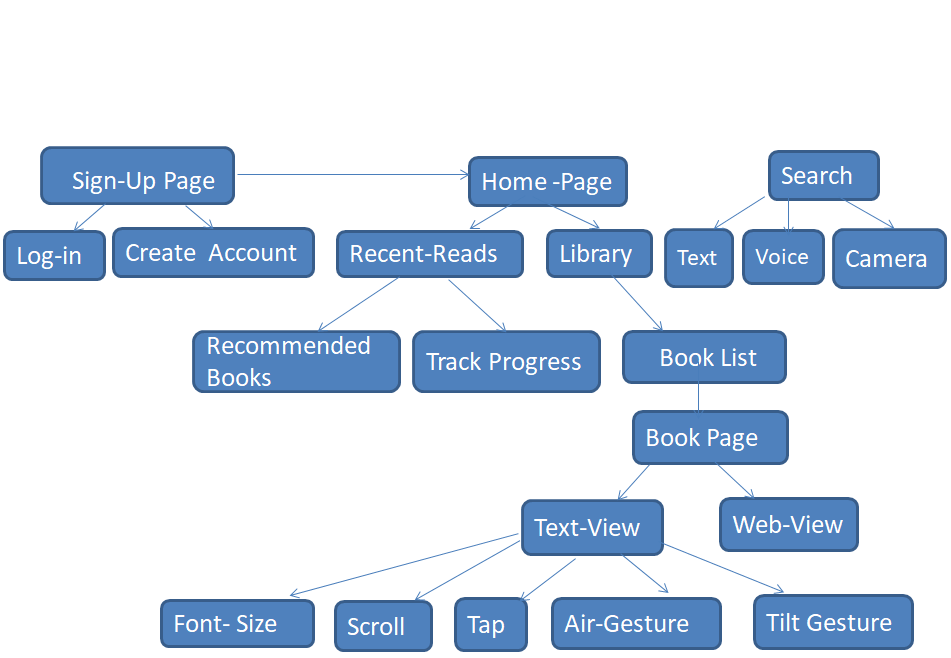 Sign-Up Page
Home -Page
Search
Log-in
Create  Account
Recent-Reads
Library
Text
Voice
Camera
Recommended
Books
Track Progress
Book List
Book Page
Text-View
Web-View
Font- Size
Scroll
Tap
Air-Gesture
Tilt Gesture